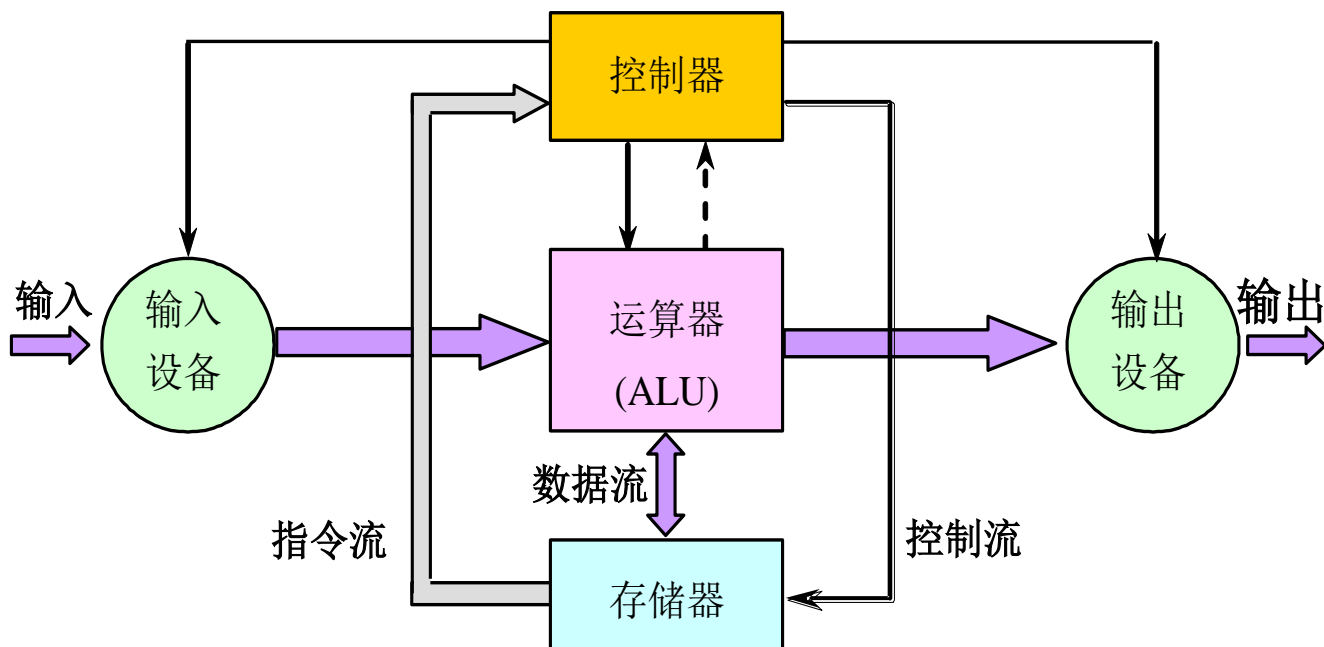 控制器
输入
输入
设备
运算器
(ALU)
输出
设备
输出
数据流
指令流
控制流
存储器